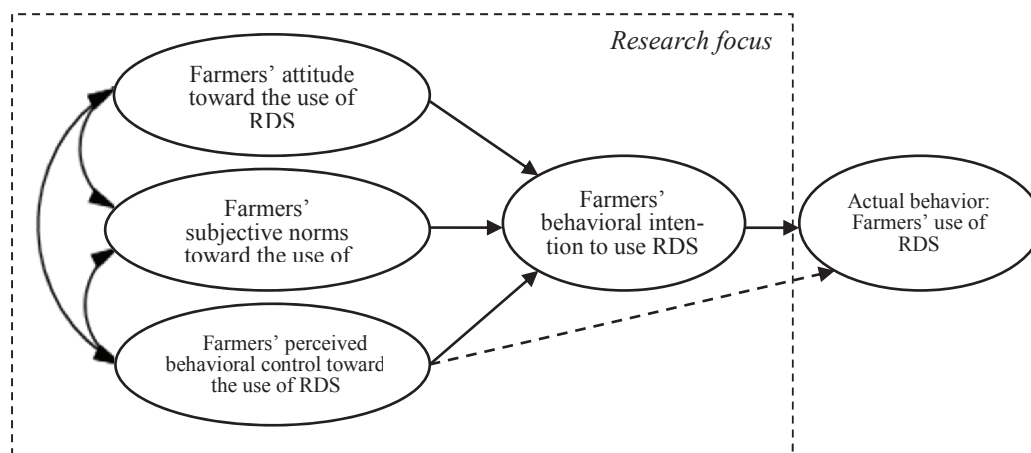 Research focus
Farmers’ attitude
toward the use of
RDS
Farmers’
subjective norms
toward the use of
Farmers’ perceived
behavioral control toward
the use of RDS
Farmers’
behavioral inten-
tion to use RDS
Actual behavior:
Farmers’ use of
RDS